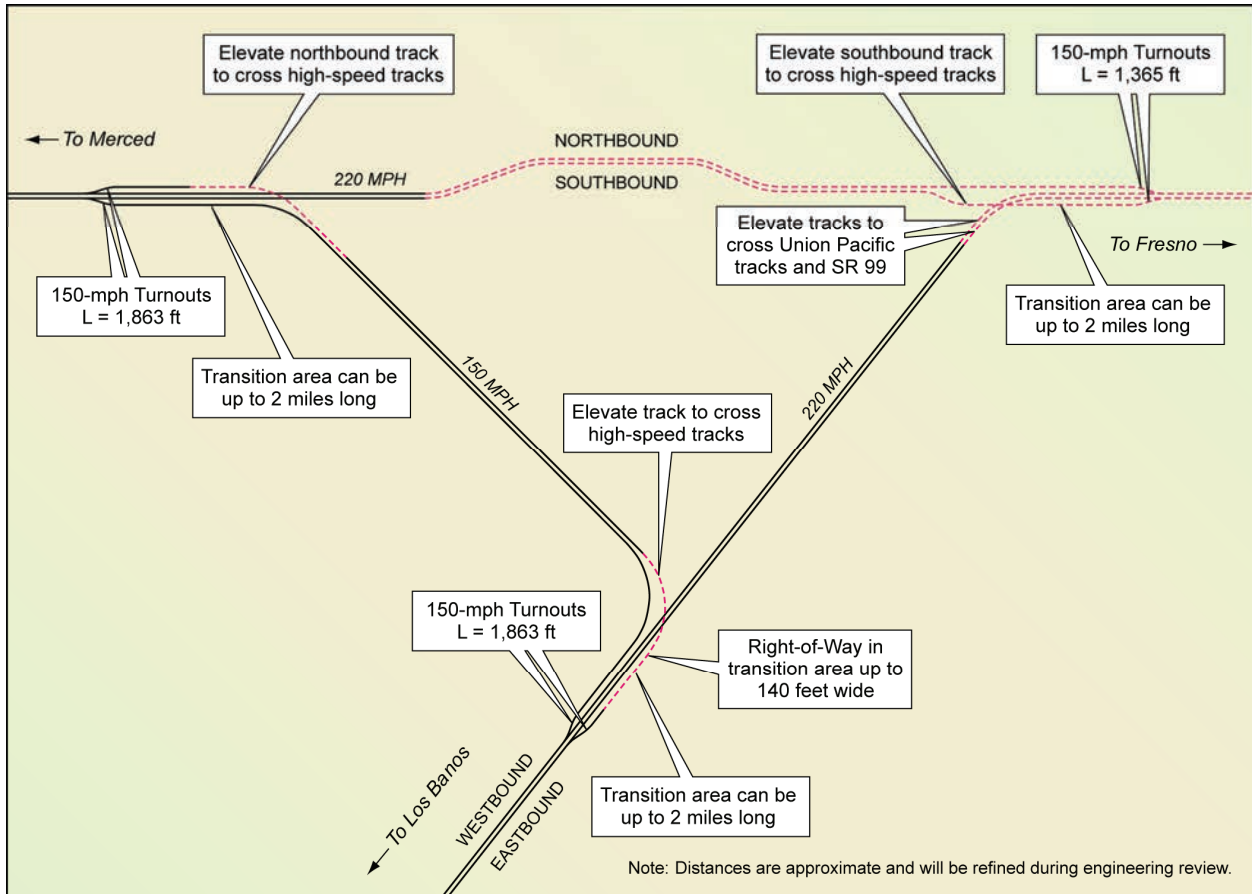 Elevate northbound track
to cross high-speed tracks
Elevate southbound track
to cross high-speed tracks
150-mph Turnouts
L = 1,365 ft
To Merced
NORTHBOUND
220 MPH
SOUTHBOUND
Elevate tracks to
cross Union Pacific
tracks and SR 99
To Fresno
150-mph Turnouts
L = 1,863 ft
Transition area can be
up to 2 miles long
Transition area can be
up to 2 miles long
150 MPH
220 MPH
Elevate track to cross
high-speed tracks
150-mph Turnouts
L = 1,863 ft
Right-of-Way in
transition area up to
140 feet wide
To Los Banos
WESTBOUND
EASTBOUND
Transition area can be
up to 2 miles long
Note: Distances are approximate and will be refined during engineering review.